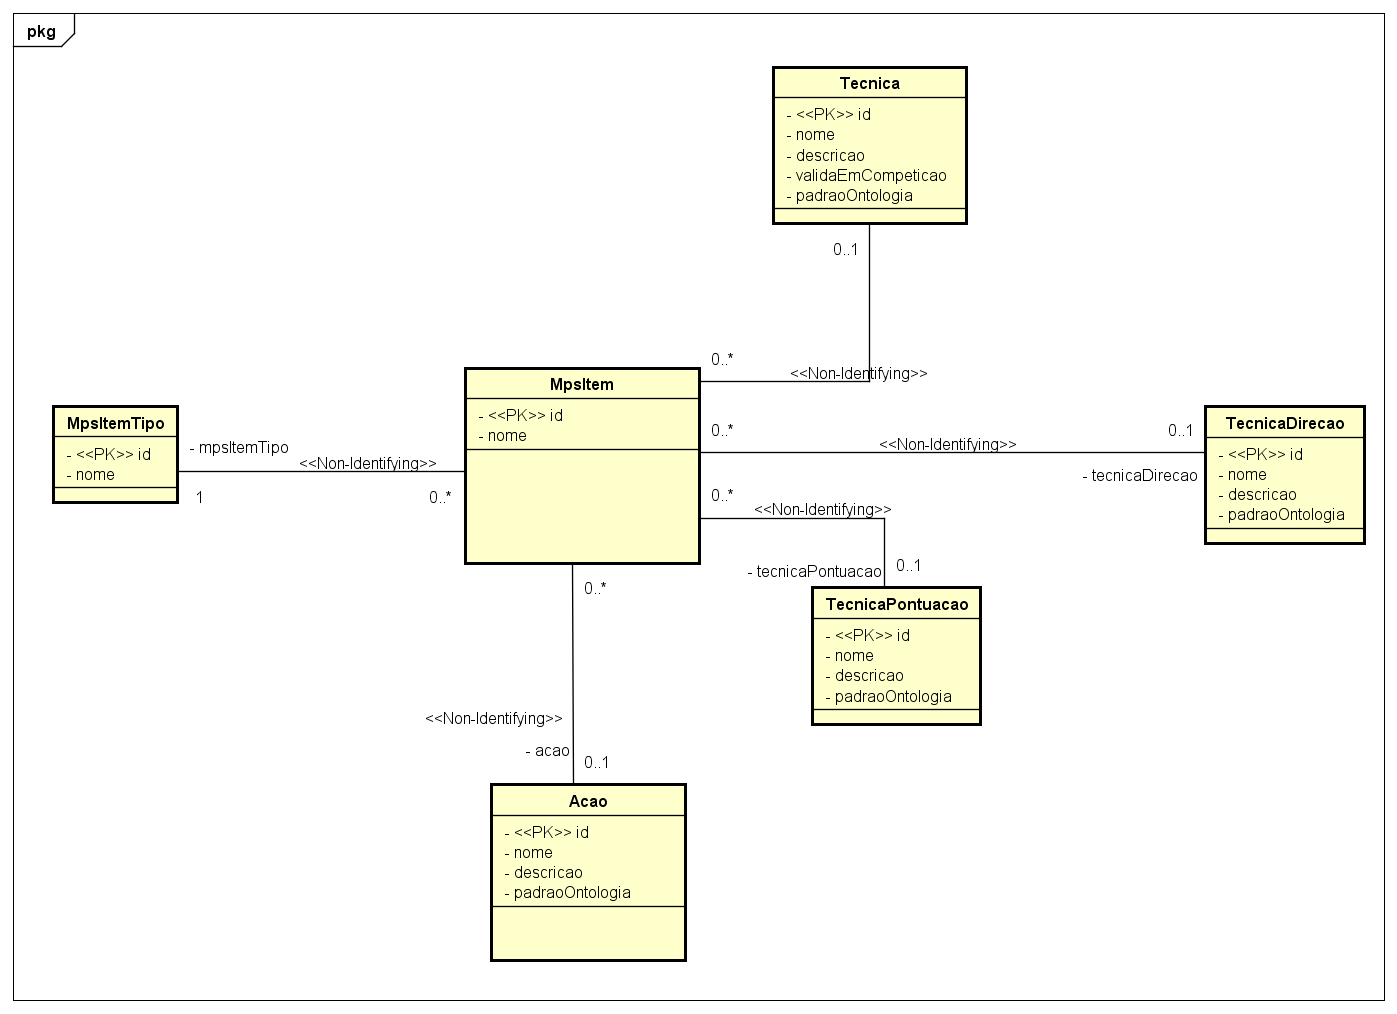 pkg
Tecnica
- <<PK>> id
- nome
- descricao
- validaEmCompeticao
- padraoOntologia
0..1
0..*
<<Non-Identifying>>
MpsItem
- <<PK>> id
- nome
MpsItemTipo
- <<PK>> id
- nome
- mpsItemTipo
<<Non-Identifying>>
1
0..*
0..*
<<Non-Identifying>>
0..1
- tecnicaDirecao
TecnicaDirecao
- <<PK>> id
- nome
- descricao
- padraoOntologia
0..*
<<Non-Identifying>>
- tecnicaPontuacao
0..1
TecnicaPontuacao
- <<PK>> id
- nome
- descricao
- padraoOntologia
0..*
<<Non-Identifying>>
- acao
0..1
Acao
- <<PK>> id
- nome
- descricao
- padraoOntologia